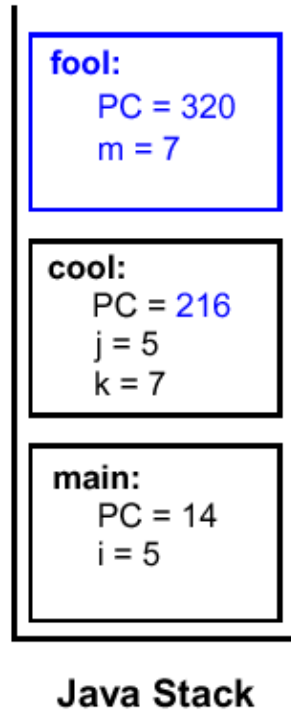 fool:
PC = 320
m = 7
cool:
PC = 216
j = 5
k = 7
main:
PC = 14
i = 5
Java Stack